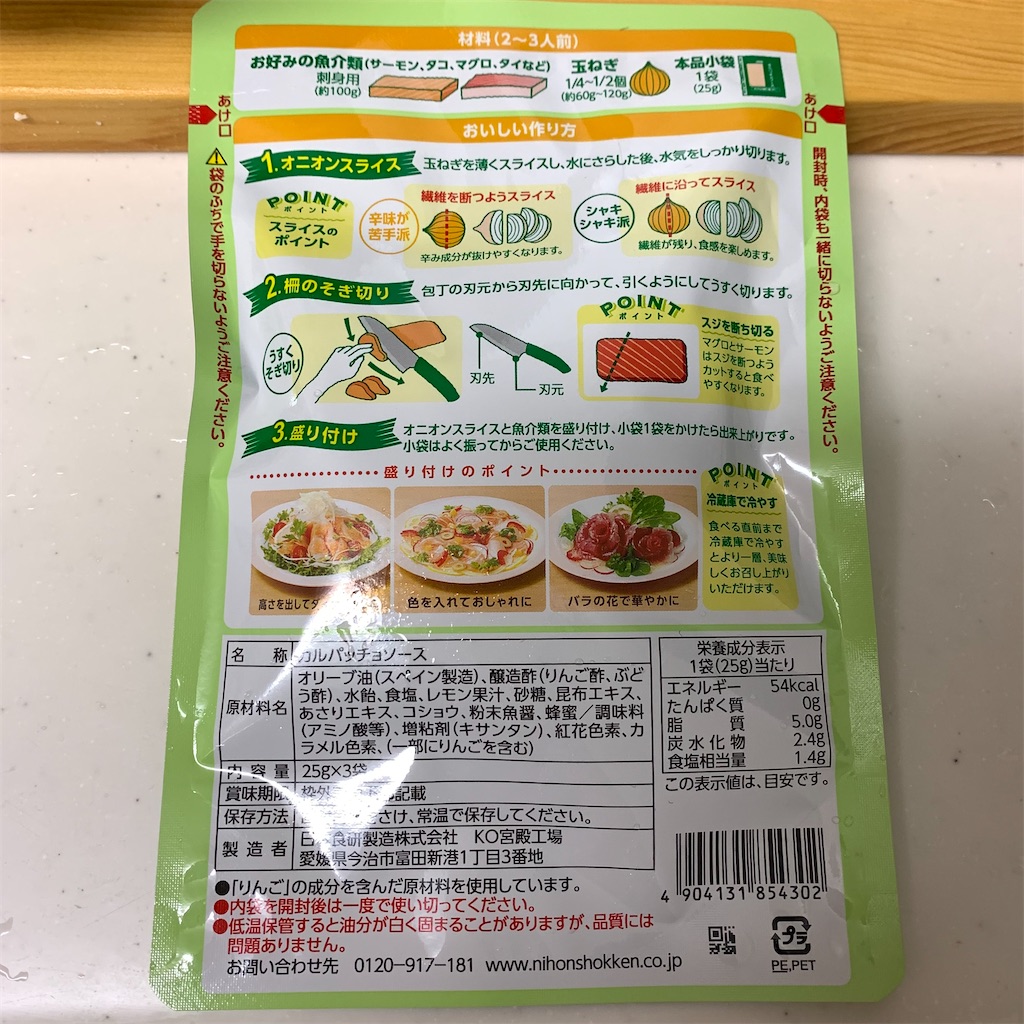 材料(2～3人前)
お好みの魚介類(サーモン、タコ、マグロ、タイなど)
刺身用
(約100g)
玉ねぎ
1/4～1/2個
(約60g～120g)
本品小袋
1袋
(25g)
あけ口
あけ口
おいしい作り方
⚠袋のふちで手を切らないようご注意ください。
開封時、内袋も一緒に切らないようご注意ください。
1.オニオンスライス
玉ねぎを薄くスライスし、水にさらした後、水気をしっかり切ります。
POINT
ポイント
スライスの
ポイント
辛味が
苦手派
繊維を断つようスライス
辛み成分が抜けやすくなります。
シャキ
シャキ派
繊維に沿ってスライス
繊維が残り、食感を楽しめます。
2.柵のそぎ切り
包丁の刃元から刃先に向かって、引くようにしてうすく切ります。
うすく
そぎ切り
刃先
刃元
POINT
ポイント
スジを断ち切る
マグロとサーモン
はスジを断つよう
カットすると食べ
やすくなります。
3.盛り付け
オニオンスライスと魚介類を盛り付け、小袋1袋をかけたら出来上がりです。
小袋はよく振ってからご使用ください。
盛り付けのポイント
高さを出して
色を入れておしゃれに
バラの花で華やかに
POINT
ポイント
冷蔵庫で冷やす
食べる直前まで
冷蔵庫で冷やす
とより一層、美味
しくお召し上がり
いただけます。
名称 カルパッチョソース
原材料名 オリーブ油(スペイン製造)、醸造酢(りんご酢、ぶど
う酢)、水飴、食塩、レモン果汁、砂糖、昆布エキス、
あさりエキス、コショウ、粉末魚醤、蜂蜜／調味料
(アミノ酸等)、増粘剤(キサンタン)、紅花色素、カ
ラメル色素、(一部にりんごを含む)
内容量 25g×3袋
賞味期限 枠外 記載
保存方法 さけ、常温で保存してください。
製造者 日本食研製造株式会社 KO宮殿工場
愛媛県今治市富田新港1丁目3番地
栄養成分表示
1袋(25g)当たり
エネルギー 54kcal
たんぱく質 0g
脂質 5.0g
炭水化物 2.4g
食塩相当量 1.4g
この表示値は、目安です。
4 904131 854302
●「りんご」の成分を含んだ原材料を使用しています。
●内袋を開封後は一度で使い切ってください。
●低温保管すると油分が白く固まることがありますが、品質には
問題ありません。
お問い合わせ先 0120-917-181 www.nihonshokken.co.jp
プラ
PE,PET